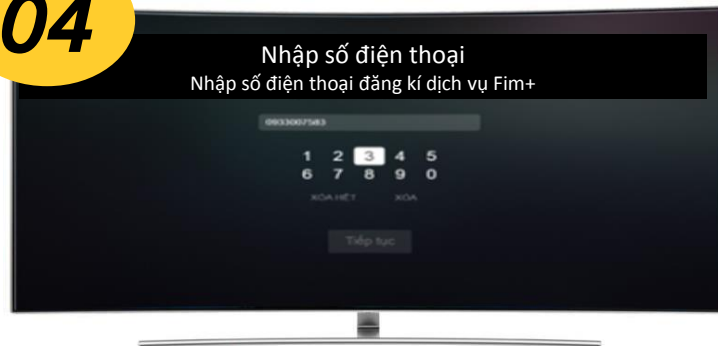 04
Nhập số điện thoại
Nhập số điện thoại đăng kí dịch vụ Fim+
0933007583
1 2 3 4 5
6 7 8 9 0
XÓA HẾT XÓA
Tiếp tục